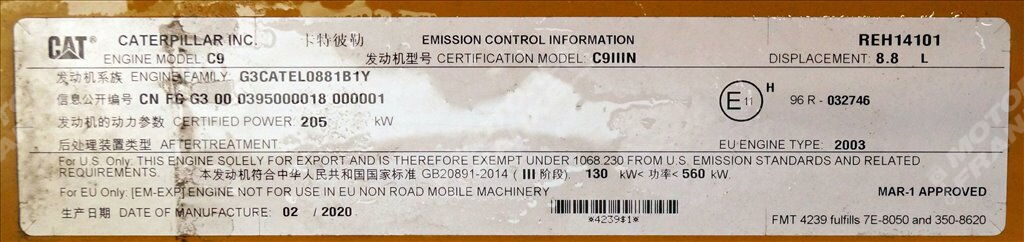 CAT® CATERPILLAR INC. 卡特彼勒 EMISSION CONTROL INFORMATION REH14101
ENGINE MODEL C9 发动机型号 CERTIFICATION MODEL: C9IIIN DISPLACEMENT: 8.8 L
发动机系族 ENGINE FAMILY: G3CATEL0881B1Y
信息公开编号 CN FG G3 00 0395000018 000001
E11 H 96 R - 032746
发动机的动力参数 CERTIFIED POWER 205 kW
后处理装置类型 AFTERTREATMENT EU-ENGINE TYPE: 2003
For U.S. Only: THIS ENGINE SOLELY FOR EXPORT AND IS THEREFORE EXEMPT UNDER 1068.230 FROM U.S. EMISSION STANDARDS AND RELATED
REQUIREMENTS. 本发动机符合中华人民共和国国家标准 GB20891-2014 ( III 阶段). 130 kW< 功率< 560 kW.
For EU Only: [EM-EXP] ENGINE NOT FOR USE IN EU NON ROAD MOBILE MACHINERY MAR-1 APPROVED
生产日期 DATE OF MANUFACTURE: 02 / 2020
*4239$1* FMT 4239 fulfills 7E-8050 and 350-8620